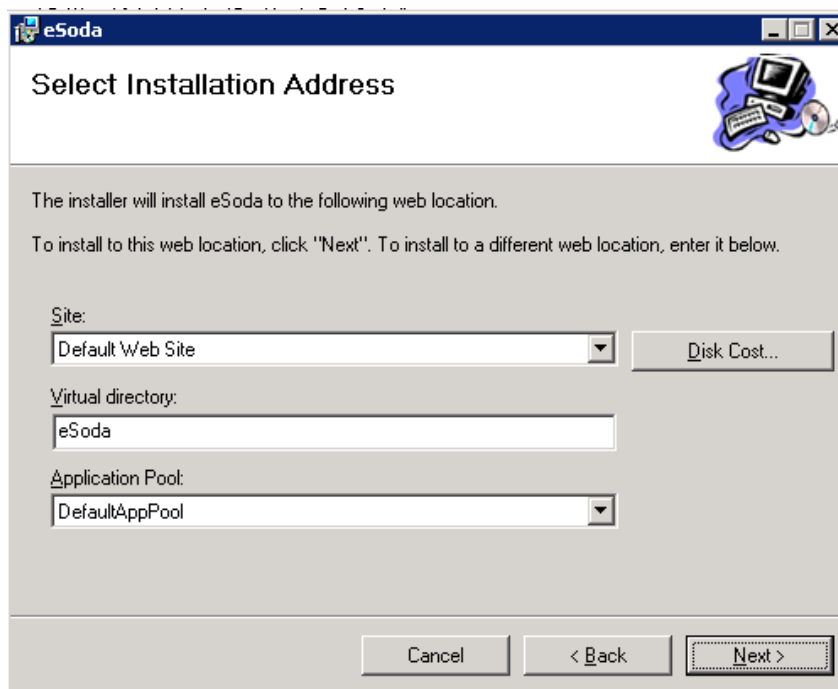 eSoda
Select Installation Address
The installer will install eSoda to the following web location.
To install to this web location, click "Next". To install to a different web location, enter it below.
Site:
Default Web Site
Disk Cost...
Virtual directory:
eSoda
Application Pool:
DefaultAppPool
Cancel
< Back
Next >